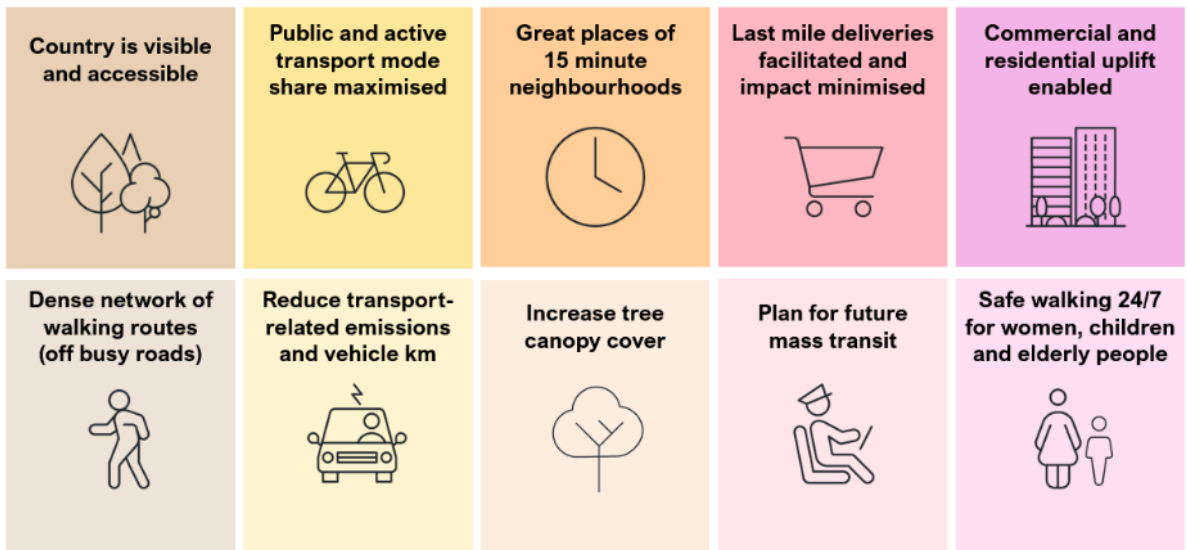 Country is visible
and accessible
Public and active
transport mode
share maximised
Great places of
15 minute
neighbourhoods
Last mile deliveries
facilitated and
impact minimised
Commercial and
residential uplift
enabled
Dense network of
walking routes
(off busy roads)
Reduce transport-
related emissions
and vehicle km
Increase tree
canopy cover
Plan for future
mass transit
Safe walking 24/7
for women, children
and elderly people